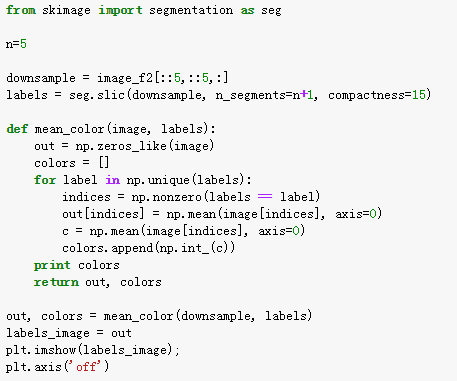 from skimage import segmentation as seg
n=5
downsample = image_f2[::5,::5,:]
labels = seg.slic(downsample, n_segments=n+1, compactness=15)
def mean_color(image, labels):
    out = np.zeros_like(image)
    colors = []
    for label in np.unique(labels):
        indices = np.nonzero(labels == label)
        out[indices] = np.mean(image[indices], axis=0)
        c = np.mean(image[indices], axis=0)
        colors.append(np.int_(c))
    print colors
    return out, colors
out, colors = mean_color(downsample, labels)
labels_image = out
plt.imshow(labels_image);
plt.axis('off')